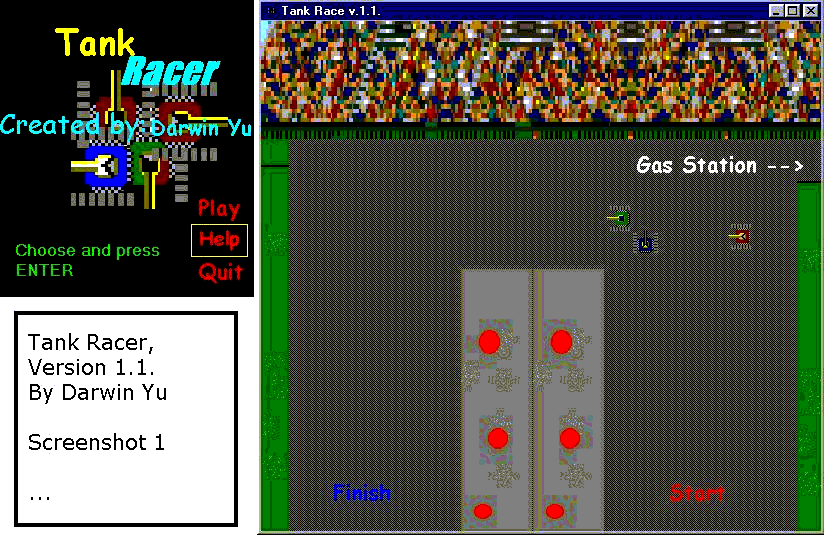 Tank
Racer
Created by Darwin Yu
Play
Help
Quit
Choose and press
ENTER
Tank Racer,
Version 1.1.
By Darwin Yu
Screenshot 1
...
Tank Race v.1.1.
Gas Station -->
Finish
Start